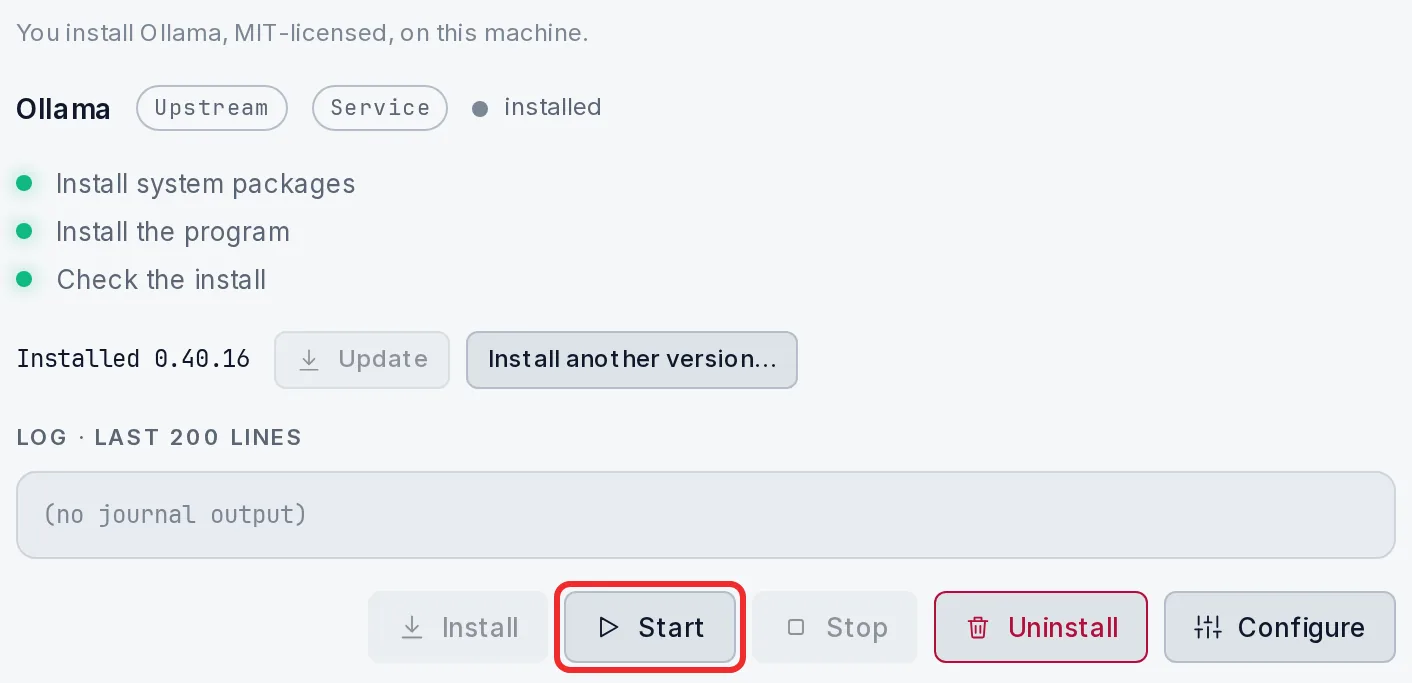 You install Ollama, MIT-licensed, on this machine.
Ollama Upstream Service installed
Install system packages
Install the program
Check the install
Installed 0.40.16 Update Install another version...
LOG · LAST 200 LINES
(no journal output)
Install Start Stop Uninstall Configure